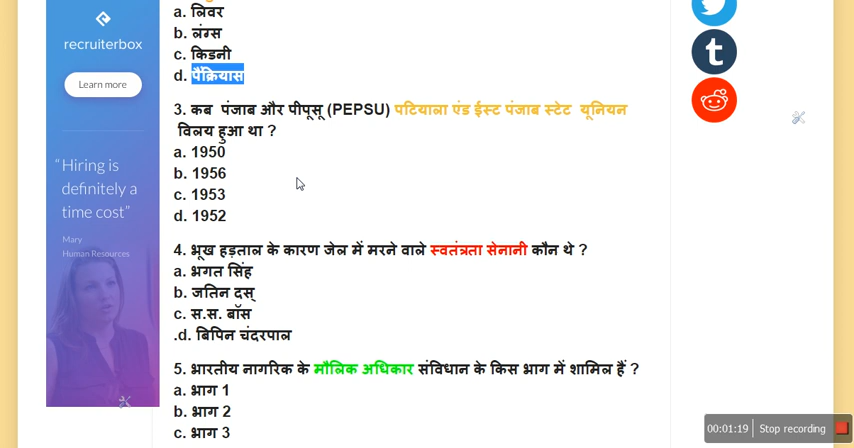 a. लिवर
b. लंग्स
c. किडनी
d. पैंक्रियास
3. कब पंजाब और पीपूसू (PEPSU) पटियाला एंड ईस्ट पंजाब स्टेट यूनियन
विलय हुआ था ?
a. 1950
b. 1956
c. 1953
d. 1952
4. भूख हड़ताल के कारण जेल में मरने वाले स्वतंत्रता सेनानी कौन थे ?
a. भगत सिंह
b. जतिन दस्
c. स.स. बॉस
.d. बिपिन चंदरपाल
5. भारतीय नागरिक के मौलिक अधिकार संविधान के किस भाग में शामिल हैं ?
a. भाग 1
b. भाग 2
c. भाग 3
recruiterbox
Learn more
“Hiring is
definitely a
time cost”
Mary
Human Resources
00:01:19 Stop recording